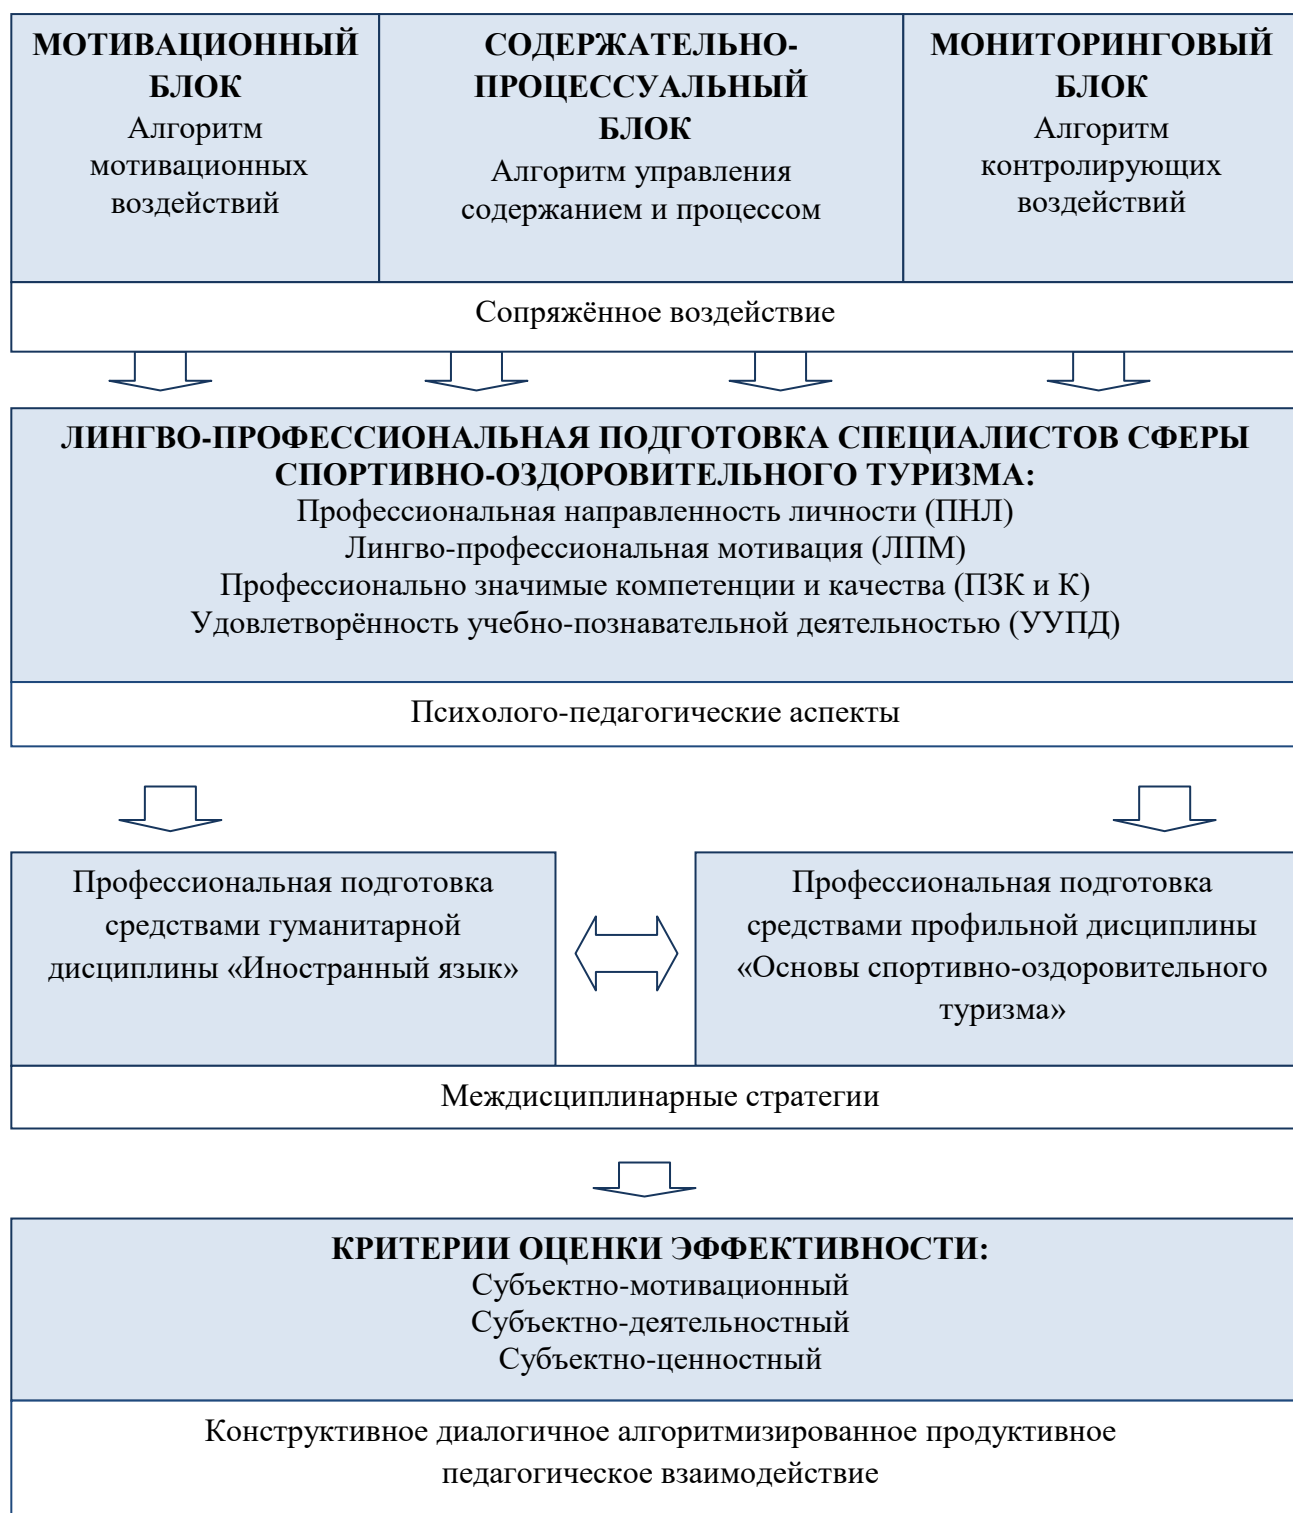 МОТИВАЦИОННЫЙ
БЛОК
Алгоритм
мотивационных
воздействий
СОДЕРЖАТЕЛЬНО-
ПРОЦЕССУАЛЬНЫЙ
БЛОК
Алгоритм управления
содержанием и процессом
МОНИТОРИНГОВЫЙ
БЛОК
Алгоритм
контролирующих
воздействий
Сопряжённое воздействие
ЛИНГВО-ПРОФЕССИОНАЛЬНАЯ ПОДГОТОВКА СПЕЦИАЛИСТОВ СФЕРЫ
СПОРТИВНО-ОЗДОРОВИТЕЛЬНОГО ТУРИЗМА:
Профессиональная направленность личности (ПНЛ)
Лингво-профессиональная мотивация (ЛПМ)
Профессионально значимые компетенции и качества (ПЗК и К)
Удовлетворённость учебно-познавательной деятельностью (УУПД)
Психолого-педагогические аспекты
Профессиональная подготовка
средствами гуманитарной
дисциплины «Иностранный язык»
Профессиональная подготовка
средствами профильной дисциплины
«Основы спортивно-оздоровительного
туризма»
Междисциплинарные стратегии
КРИТЕРИИ ОЦЕНКИ ЭФФЕКТИВНОСТИ:
Субъектно-мотивационный
Субъектно-деятельностный
Субъектно-ценностный
Конструктивное диалогичное алгоритмизированное продуктивное
педагогическое взаимодействие